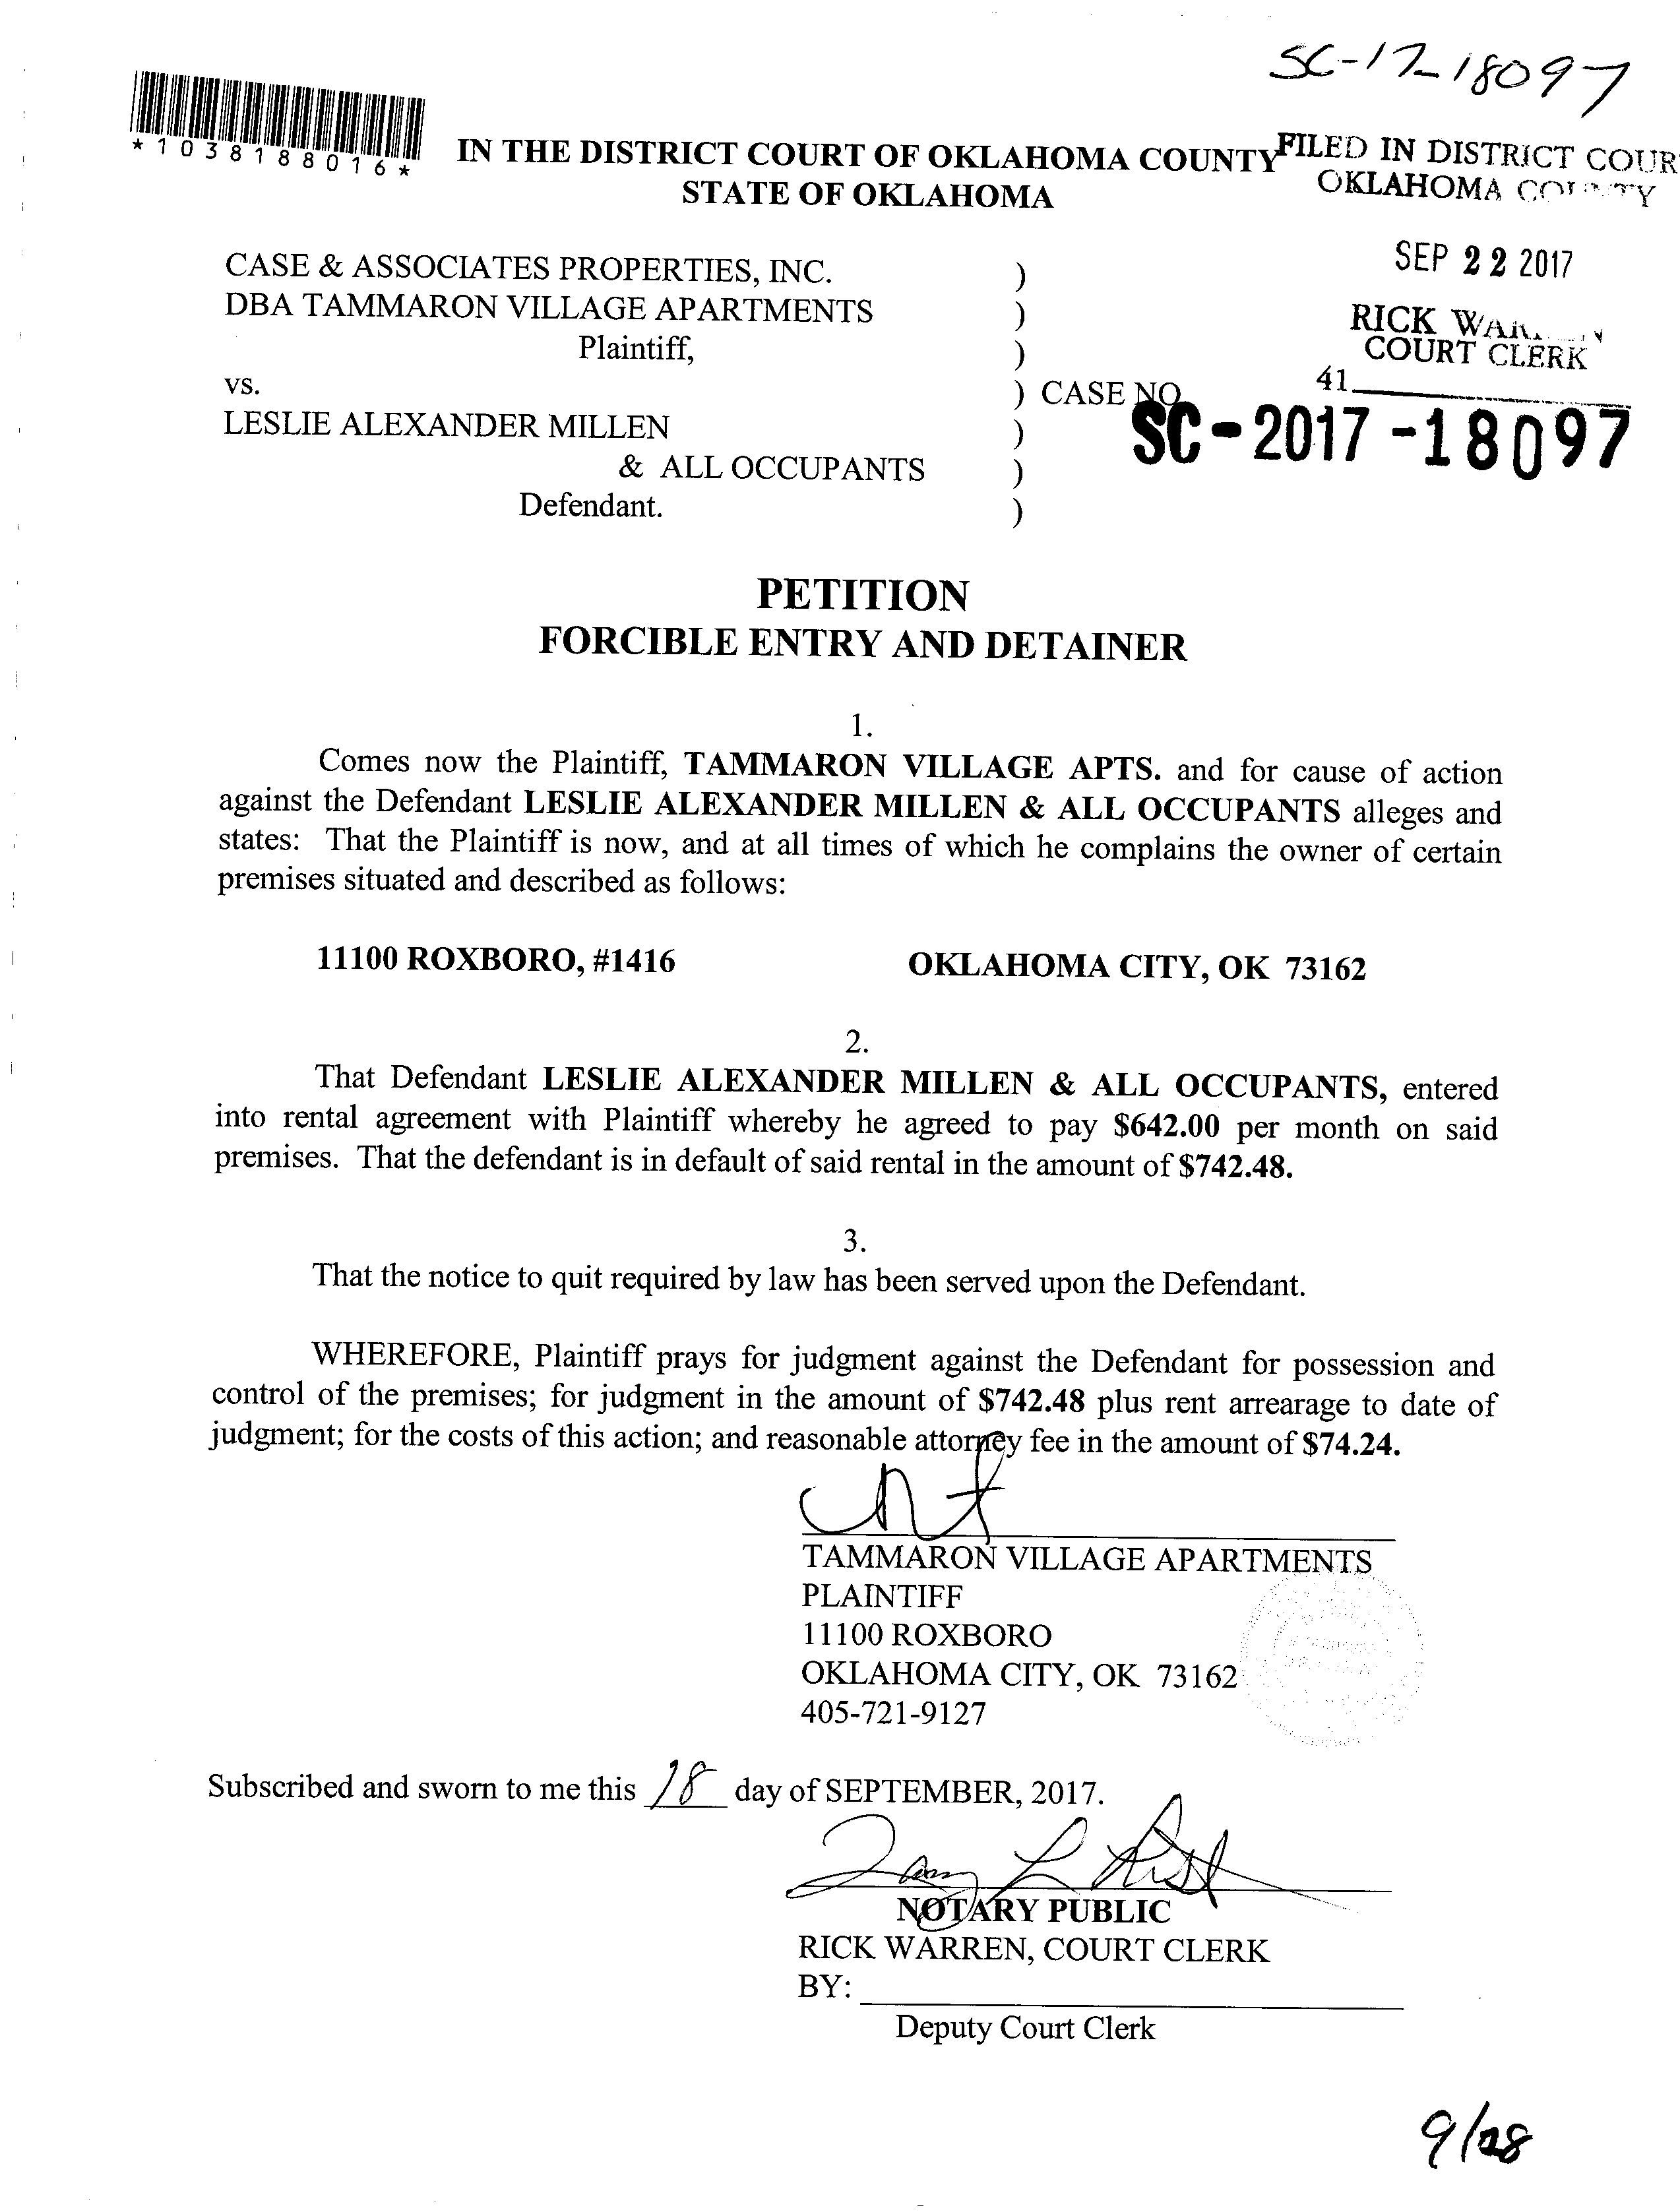 SC-17-18097
*1038188016*
IN THE DISTRICT COURT OF OKLAHOMA COUNTY
STATE OF OKLAHOMA
FILED IN DISTRICT COUR
OKLAHOMA COUNTY
SEP 22 2017
RICK WARREN
COURT CLERK
41
CASE & ASSOCIATES PROPERTIES, INC. )
DBA TAMMARON VILLAGE APARTMENTS )
Plaintiff, )
vs. ) CASE NO
SC-2017-18097
LESLIE ALEXANDER MILLEN )
& ALL OCCUPANTS )
Defendant. )
PETITION
FORCIBLE ENTRY AND DETAINER
1.
Comes now the Plaintiff, TAMMARON VILLAGE APTS. and for cause of action
against the Defendant LESLIE ALEXANDER MILLEN & ALL OCCUPANTS alleges and
states: That the Plaintiff is now, and at all times of which he complains the owner of certain
premises situated and described as follows:
11100 ROXBORO, #1416 OKLAHOMA CITY, OK 73162
2.
That Defendant LESLIE ALEXANDER MILLEN & ALL OCCUPANTS, entered
into rental agreement with Plaintiff whereby he agreed to pay $642.00 per month on said
premises. That the defendant is in default of said rental in the amount of $742.48.
3.
That the notice to quit required by law has been served upon the Defendant.
WHEREFORE, Plaintiff prays for judgment against the Defendant for possession and
control of the premises; for judgment in the amount of $742.48 plus rent arrearage to date of
judgment; for the costs of this action; and reasonable attorney fee in the amount of $74.24.
TAMMARON VILLAGE APARTMENTS
PLAINTIFF
11100 ROXBORO
OKLAHOMA CITY, OK 73162
405-721-9127
Subscribed and sworn to me this 18 day of SEPTEMBER, 2017.
NOTARY PUBLIC
RICK WARREN, COURT CLERK
BY:
Deputy Court Clerk
9/28